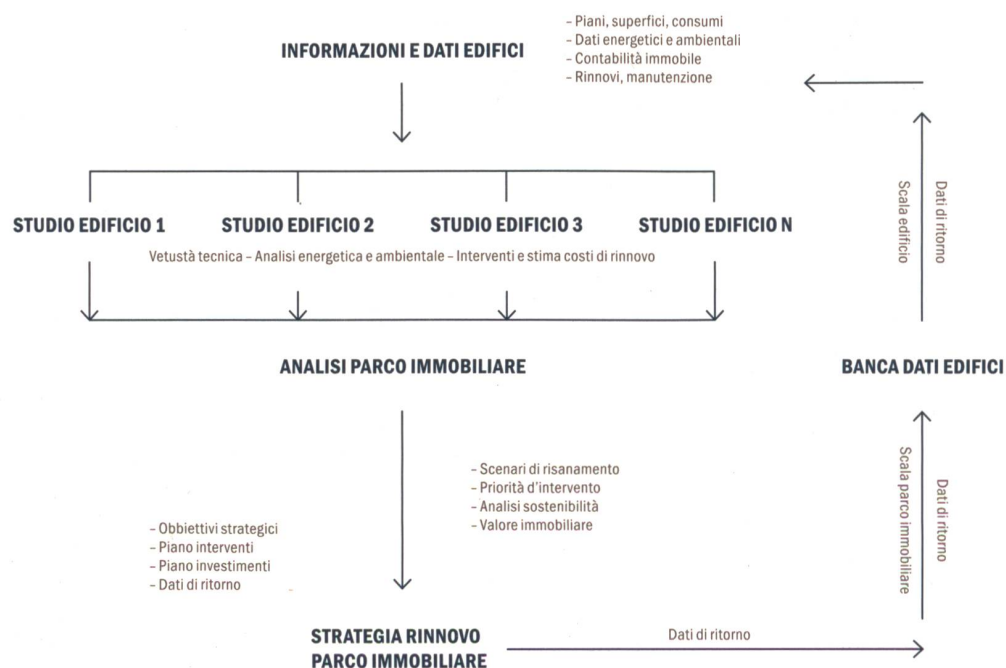 INFORMAZIONI E DATI EDIFICI
– Piani, superfici, consumi
– Dati energetici e ambientali
– Contabilità immobile
– Rinnovi, manutenzione
STUDIO EDIFICIO 1
STUDIO EDIFICIO 2
STUDIO EDIFICIO 3
STUDIO EDIFICIO N
Vetustà tecnica – Analisi energetica e ambientale – Interventi e stima costi di rinnovo
Scala edificio
Dati di ritorno
ANALISI PARCO IMMOBILIARE
BANCA DATI EDIFICI
– Scenari di risanamento
– Priorità d’intervento
– Analisi sostenibilità
– Valore immobiliare
– Obbiettivi strategici
– Piano interventi
– Piano investimenti
– Dati di ritorno
Scala parco immobiliare
Dati di ritorno
STRATEGIA RINNOVO
PARCO IMMOBILIARE
Dati di ritorno